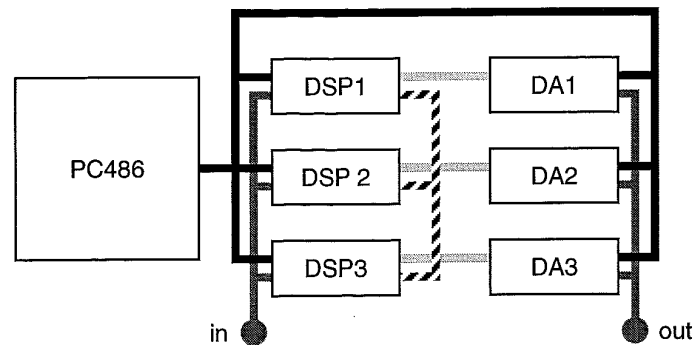 DSP1
DA1
PC486
DSP 2
DA2
DSP3
DA3
in
out